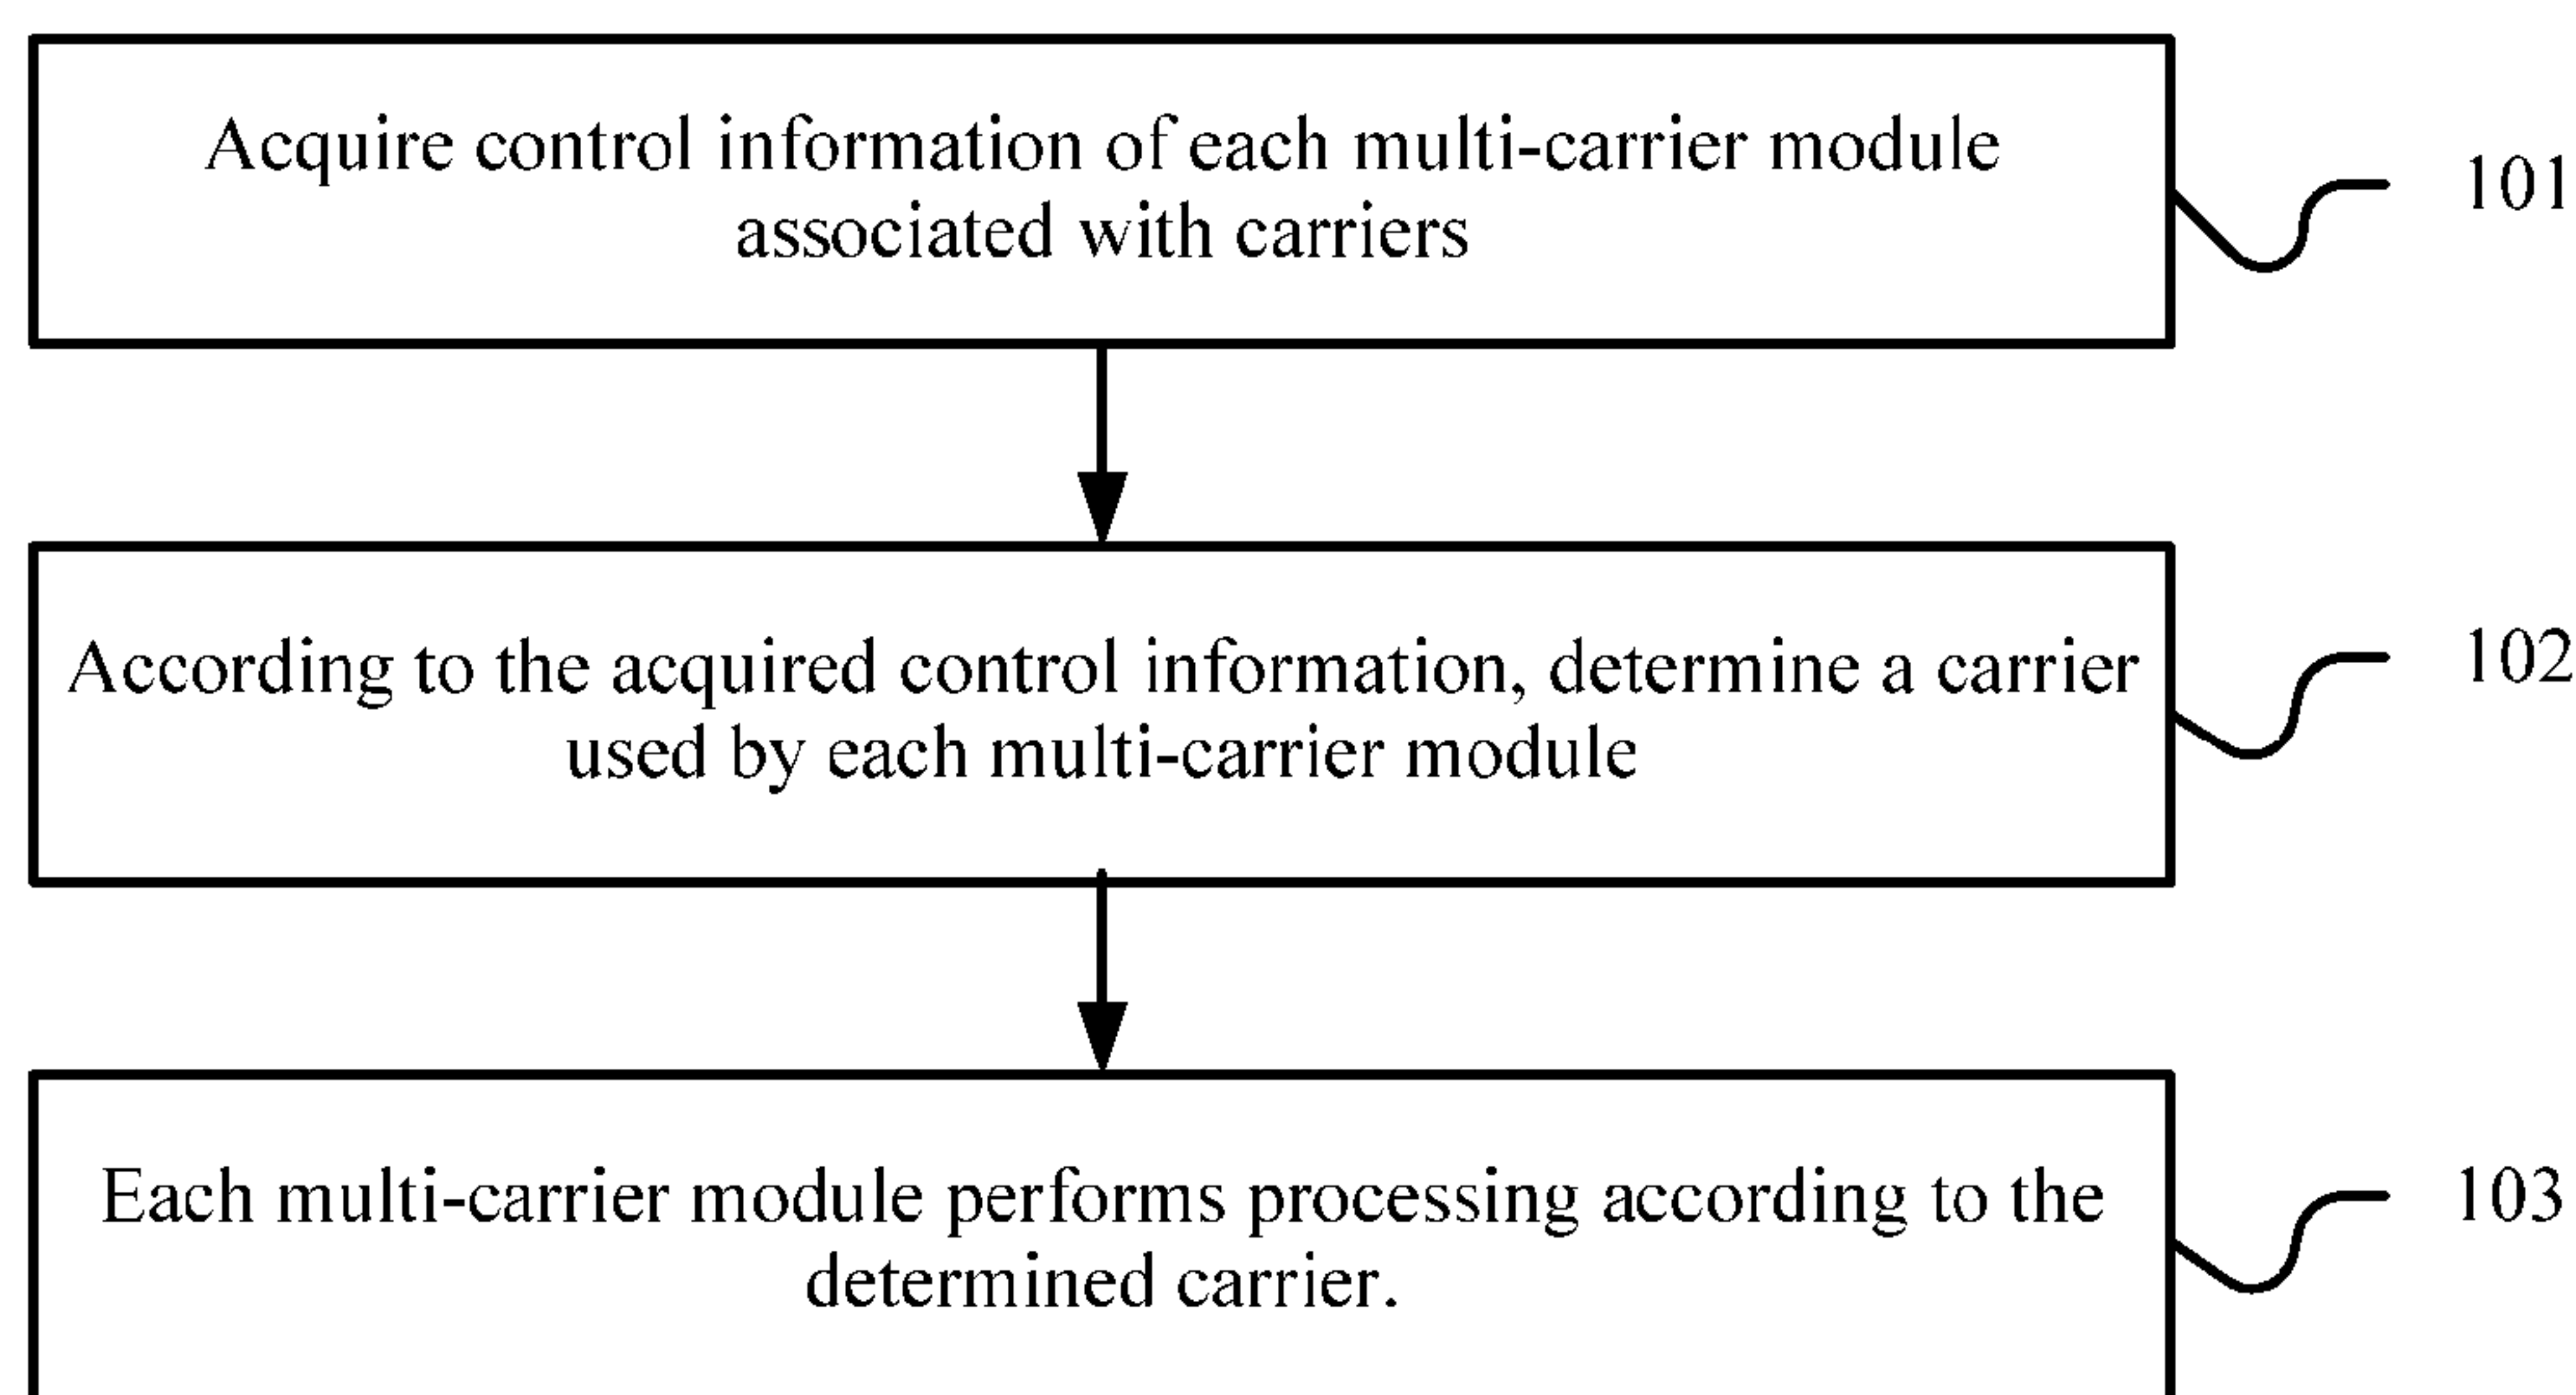 Acquire control information of each multi-carrier module
associated with carriers
101
According to the acquired control information, determine a carrier
used by each multi-carrier module
102
Each multi-carrier module performs processing according to the
determined carrier.
103